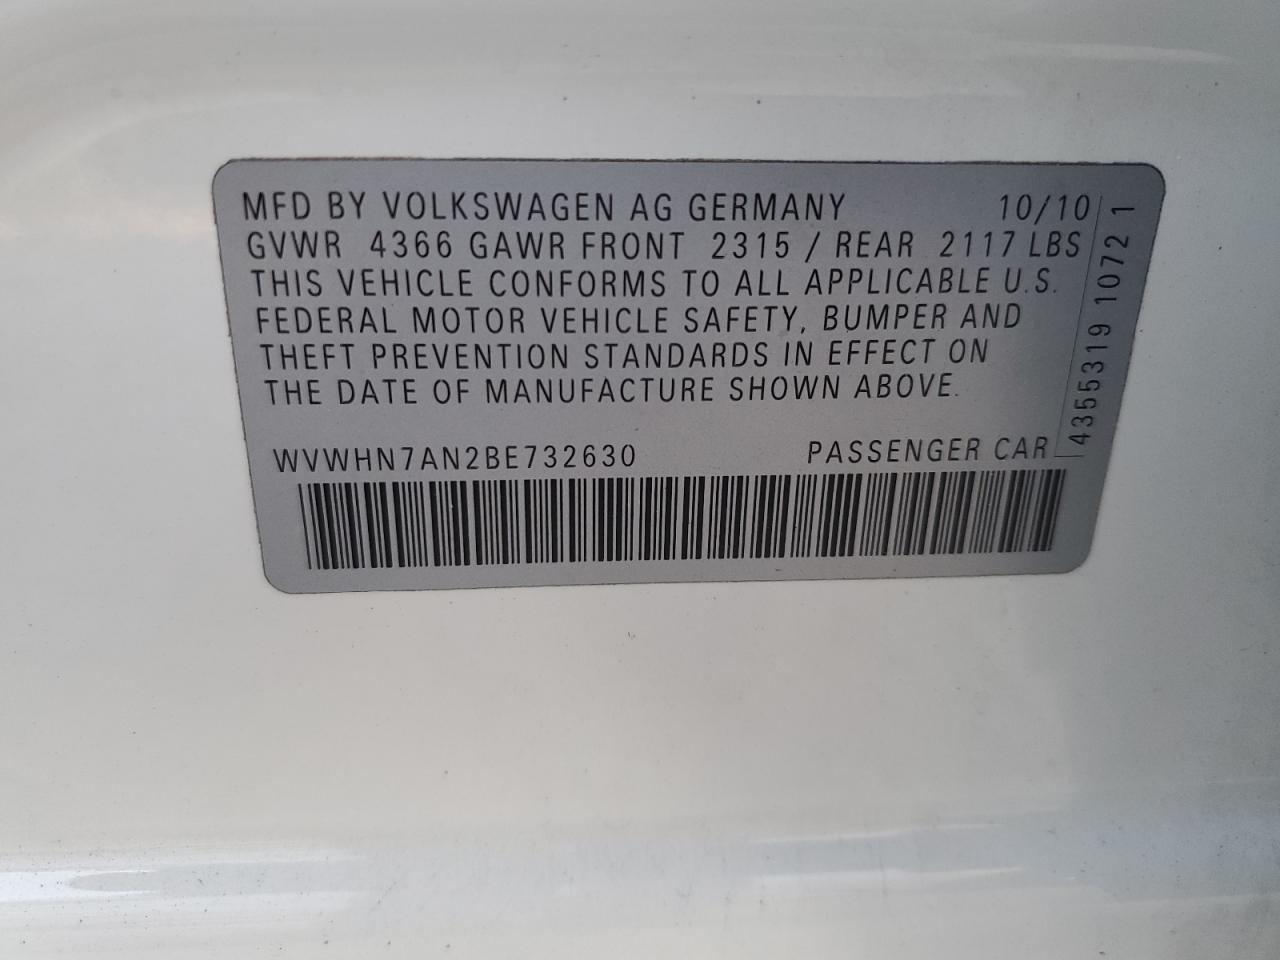 MFD BY VOLKSWAGEN AG GERMANY 10/10
GVWR 4366 GAWR FRONT 2315 / REAR 2117 LBS
THIS VEHICLE CONFORMS TO ALL APPLICABLE U.S.
FEDERAL MOTOR VEHICLE SAFETY, BUMPER AND
THEFT PREVENTION STANDARDS IN EFFECT ON
THE DATE OF MANUFACTURE SHOWN ABOVE.
WVWHN7AN2BE732630 PASSENGER CAR
4355319 1072 1